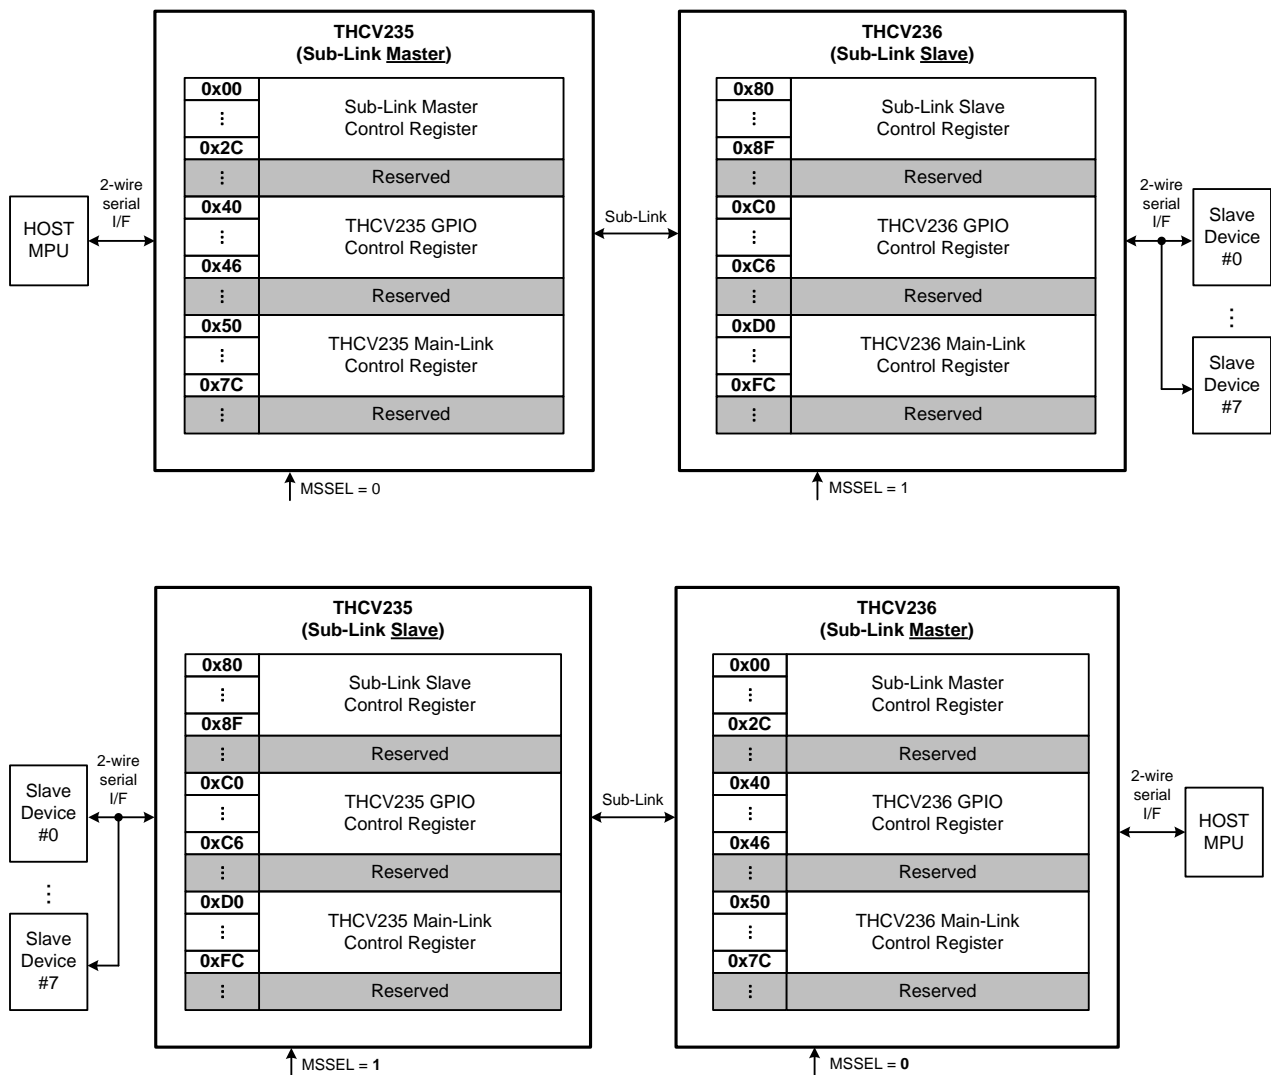 THCV235
(Sub-Link Master)
0x00
⋮
0x2C
Sub-Link Master
Control Register
⋮
Reserved
0x40
⋮
0x46
THCV235 GPIO
Control Register
⋮
Reserved
0x50
⋮
0x7C
THCV235 Main-Link
Control Register
⋮
Reserved
HOST
MPU
2-wire
serial
I/F
MSSEL = 0
Sub-Link
THCV236
(Sub-Link Slave)
0x80
⋮
0x8F
Sub-Link Slave
Control Register
⋮
Reserved
0xC0
⋮
0xC6
THCV236 GPIO
Control Register
⋮
Reserved
0xD0
⋮
0xFC
THCV236 Main-Link
Control Register
⋮
Reserved
MSSEL = 1
2-wire
serial
I/F
Slave
Device
#0
⋮
Slave
Device
#7
THCV235
(Sub-Link Slave)
0x80
⋮
0x8F
Sub-Link Slave
Control Register
⋮
Reserved
0xC0
⋮
0xC6
THCV235 GPIO
Control Register
⋮
Reserved
0xD0
⋮
0xFC
THCV235 Main-Link
Control Register
⋮
Reserved
2-wire
serial
I/F
Slave
Device
#0
⋮
Slave
Device
#7
MSSEL = 1
Sub-Link
THCV236
(Sub-Link Master)
0x00
⋮
0x2C
Sub-Link Master
Control Register
⋮
Reserved
0x40
⋮
0x46
THCV236 GPIO
Control Register
⋮
Reserved
0x50
⋮
0x7C
THCV236 Main-Link
Control Register
⋮
Reserved
MSSEL = 0
2-wire
serial
I/F
HOST
MPU